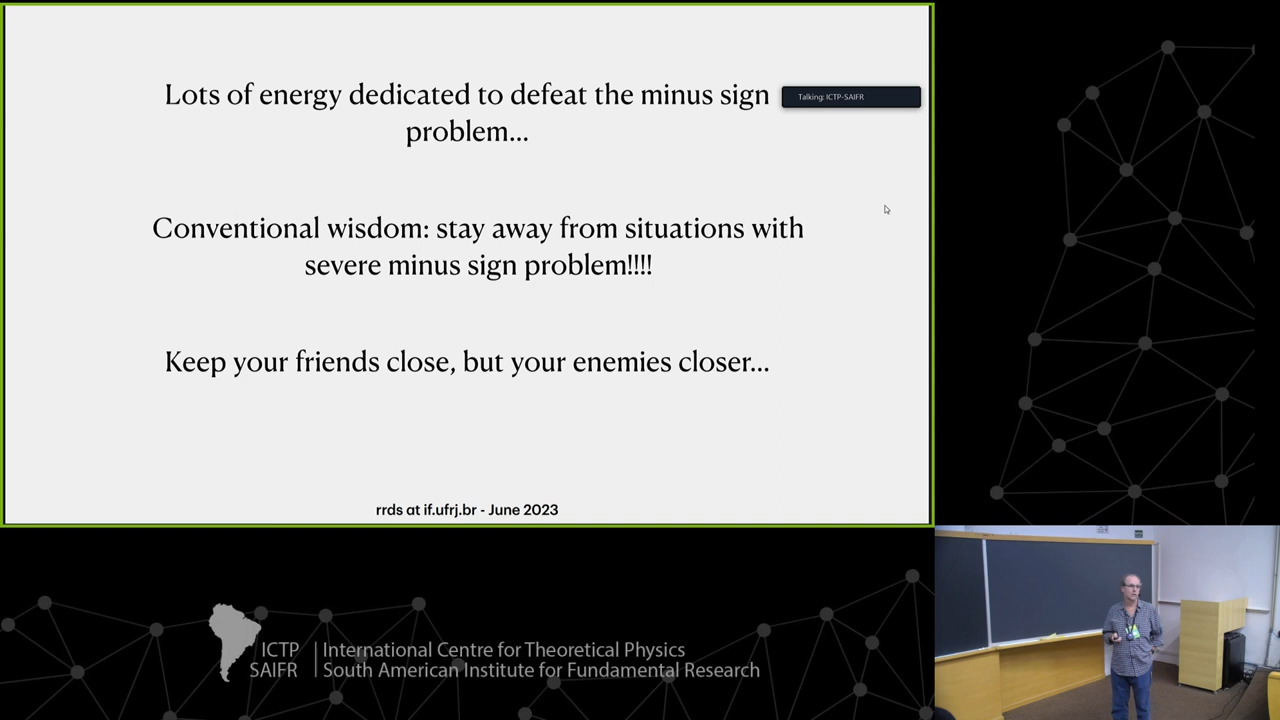 Lots of energy dedicated to defeat the minus sign
problem...
Talking: ICTP-SAIFR
Conventional wisdom: stay away from situations with
severe minus sign problem!!!!
Keep your friends close, but your enemies closer...
rrds at if.ufrj.br - June 2023
ICTP
SAIFR
International Centre for Theoretical Physics
South American Institute for Fundamental Research